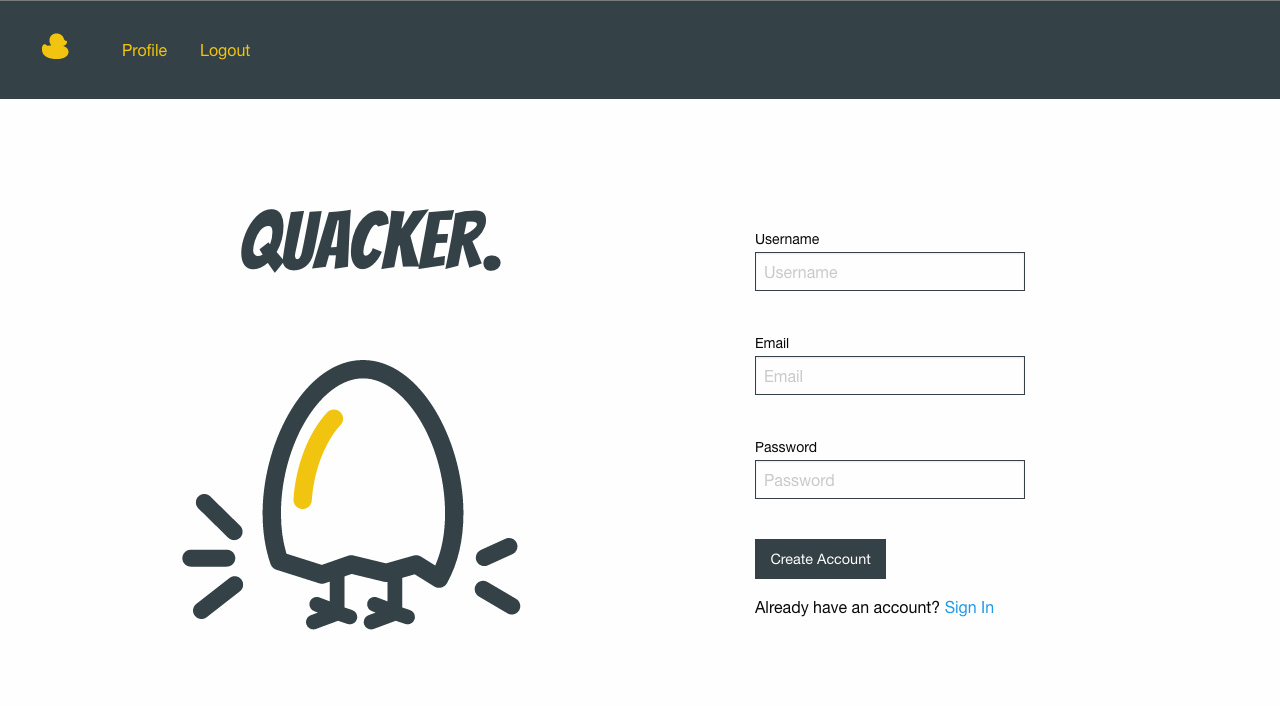 Profile
Logout
QUACKER.
Username
Username
Email
Email
Password
Password
Create Account
Already have an account? Sign In